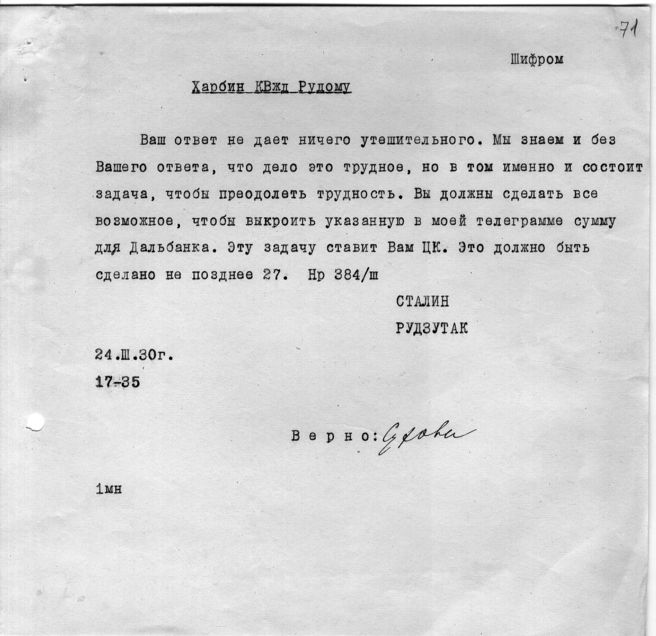 71
Шифром
Харбин КВжд Рудому
Ваш ответ не дает ничего утешительного. Мы знаем и без
Вашего ответа, что дело это трудное, но в том именно и состоит
задача, чтобы преодолеть трудность. Вы должны сделать все
возможное, чтобы выкроить указанную в моей телеграмме сумму
для Дальбанка. Эту задачу ставит Вам ЦК. Это должно быть
сделано не позднее 27. Нр 384/ш
СТАЛИН
РУДЗУТАК
24.III.30г.
17-35
Верно:
1мн